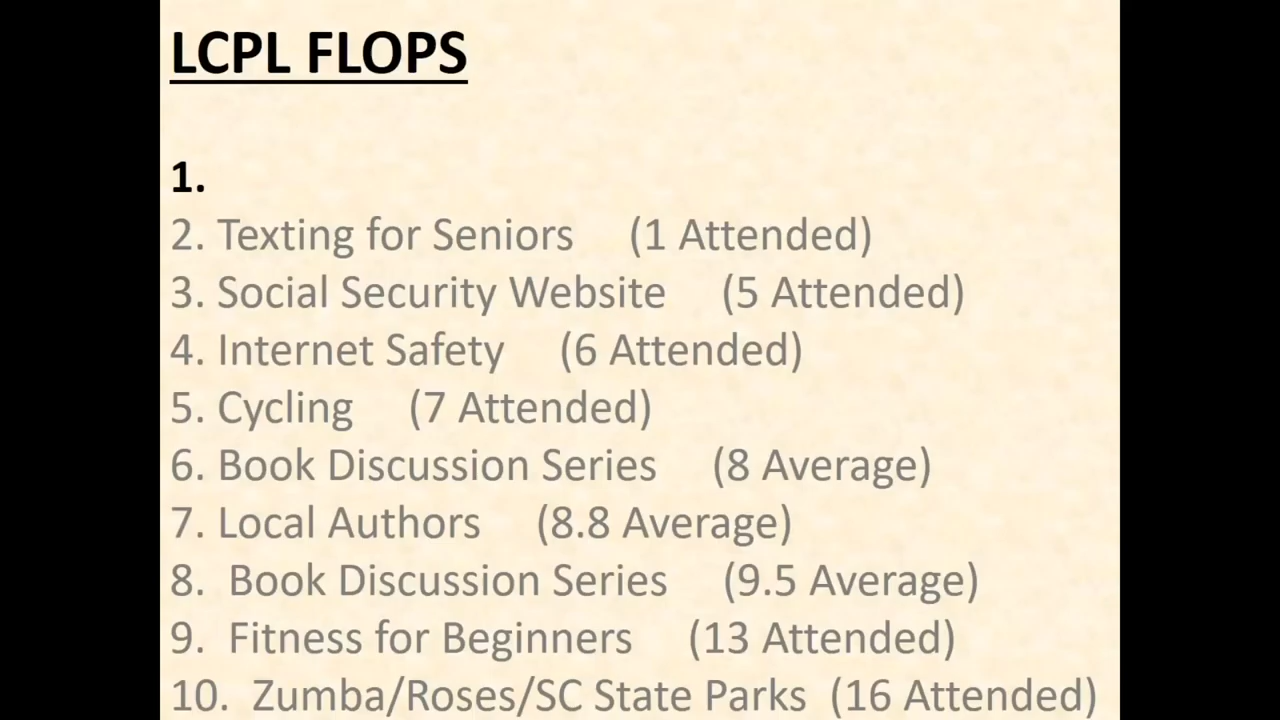 LCPL FLOPS
1.
2. Texting for Seniors (1 Attended)
3. Social Security Website (5 Attended)
4. Internet Safety (6 Attended)
5. Cycling (7 Attended)
6. Book Discussion Series (8 Average)
7. Local Authors (8.8 Average)
8. Book Discussion Series (9.5 Average)
9. Fitness for Beginners (13 Attended)
10. Zumba/Roses/SC State Parks (16 Attended)